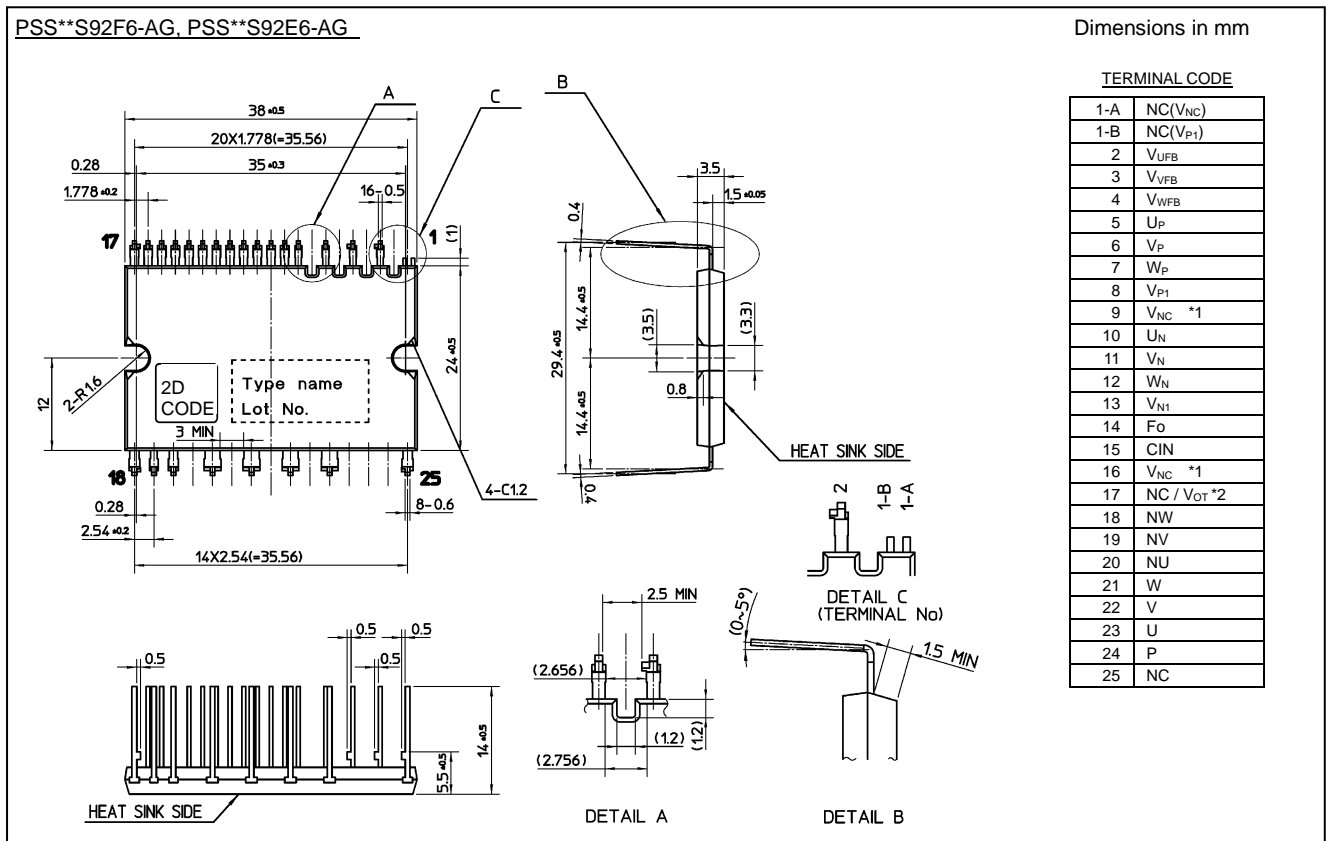 PSS**S92F6-AG, PSS**S92E6-AG
Dimensions in mm
A
C
B
38 ±0.5
20X1.778(=35.56)
35 ±0.3
0.28
1.778 ±0.2
16-0.5
17
1
(1)
2-R1.6
12
24 ±0.5
2D
CODE
Type name
Lot No.
3 MIN
18
25
0.28
2.54 ±0.2
14X2.54(=35.56)
8-0.6
4-C1.2
3.5
1.5 ±0.05
0.4
29.4 ±0.5
14.4 ±0.5
14.4 ±0.5
(3.5)
(3.3)
0.8
0.4
HEAT SINK SIDE
2
1-B
1-A
DETAIL C
(TERMINAL No)
0.5
0.5
0.5
0.5
14 ±0.5
5.5 ±0.5
HEAT SINK SIDE
2.5 MIN
(2.656)
(1.2)
(1.2)
(2.756)
DETAIL A
(0~5°)
1.5 MIN
DETAIL B
TERMINAL CODE
1-A NC(VNC)
1-B NC(VP1)
2 VUFB
3 VVFB
4 VWFB
5 UP
6 VP
7 WP
8 VP1
9 VNC *1
10 UN
11 VN
12 WN
13 VN1
14 Fo
15 CIN
16 VNC *1
17 NC / VOT *2
18 NW
19 NV
20 NU
21 W
22 V
23 U
24 P
25 NC